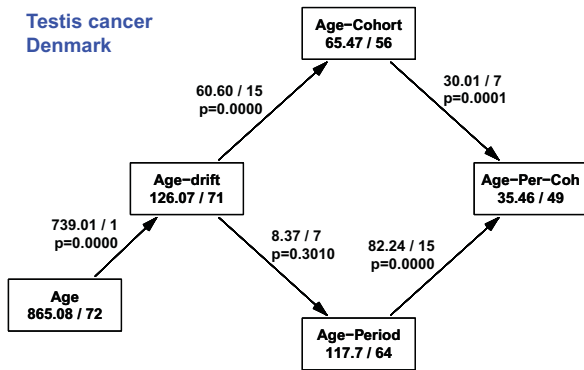 Testis cancer
Denmark
Age−Cohort
65.47 / 56
60.60 / 15
p=0.0000
30.01 / 7
p=0.0001
Age−drift
126.07 / 71
Age−Per−Coh
35.46 / 49
739.01 / 1
p=0.0000
8.37 / 7
p=0.3010
82.24 / 15
p=0.0000
Age
865.08 / 72
Age−Period
117.7 / 64